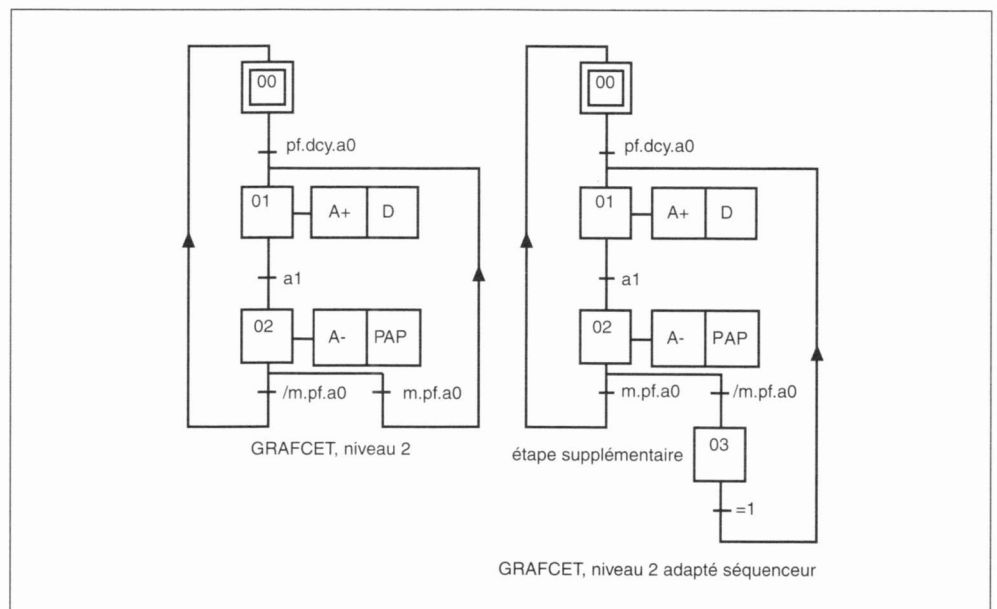 00
pf.dcy.a0
01
A+
D
a1
02
A-
PAP
/m.pf.a0
m.pf.a0
GRAFCET, niveau 2
00
pf.dcy.a0
01
A+
D
a1
02
A-
PAP
m.pf.a0
/m.pf.a0
étape supplémentaire
03
=1
GRAFCET, niveau 2 adapté séquenceur